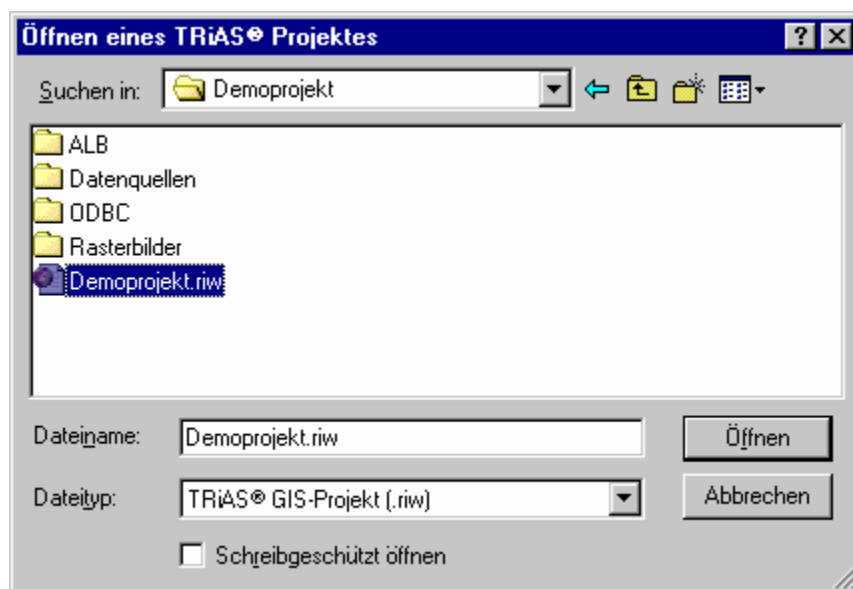 Öffnen eines TRiAS® Projektes
Suchen in: Demoprojekt
ALB
Datenquellen
ODBC
Rasterbilder
Demoprojekt.riw
Dateiname: Demoprojekt.riw Öffnen
Dateityp: TRiAS® GIS-Projekt (.riw) Abbrechen
Schreibgeschützt öffnen